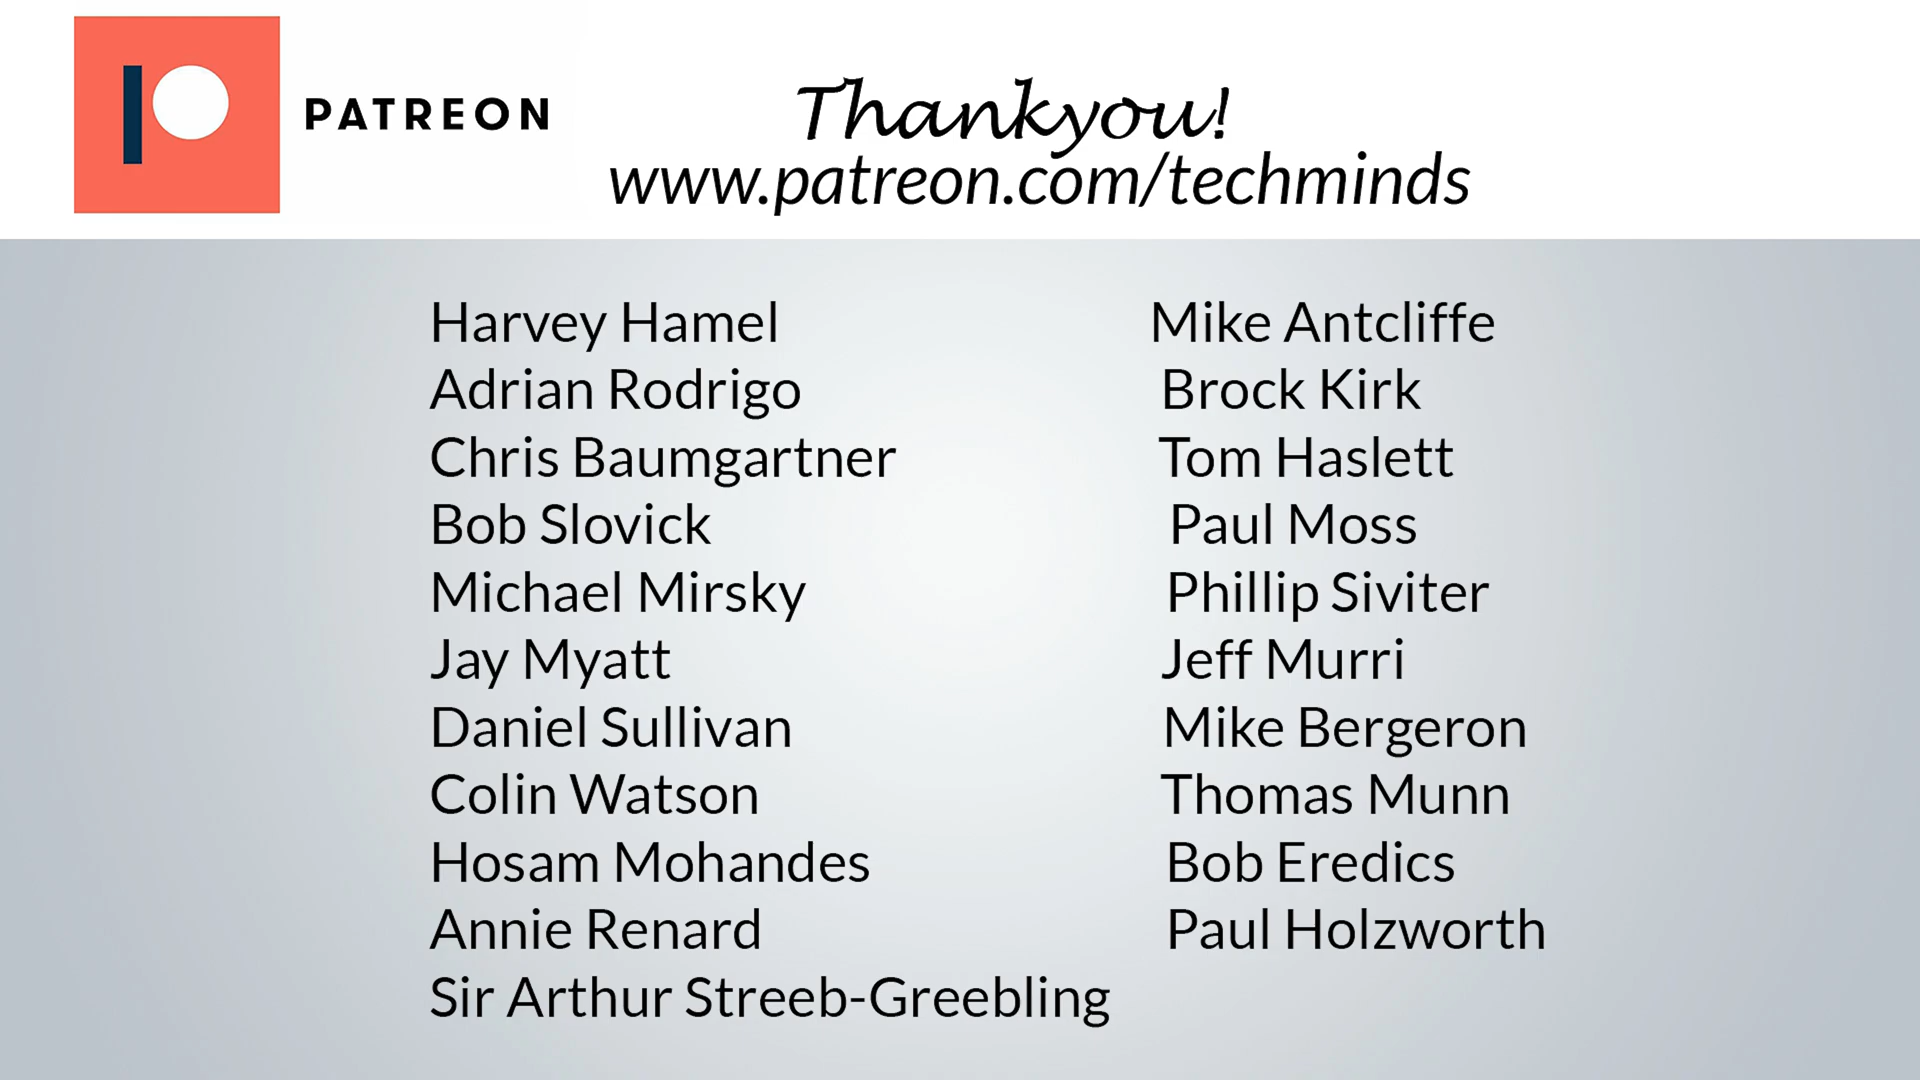 PATREON
Thankyou!
www.patreon.com/techminds
Harvey Hamel
Adrian Rodrigo
Chris Baumgartner
Bob Slovick
Michael Mirsky
Jay Myatt
Daniel Sullivan
Colin Watson
Hosam Mohandes
Annie Renard
Sir Arthur Streeb-Greebling
Mike Antcliffe
Brock Kirk
Tom Haslett
Paul Moss
Phillip Siviter
Jeff Murri
Mike Bergeron
Thomas Munn
Bob Eredics
Paul Holzworth